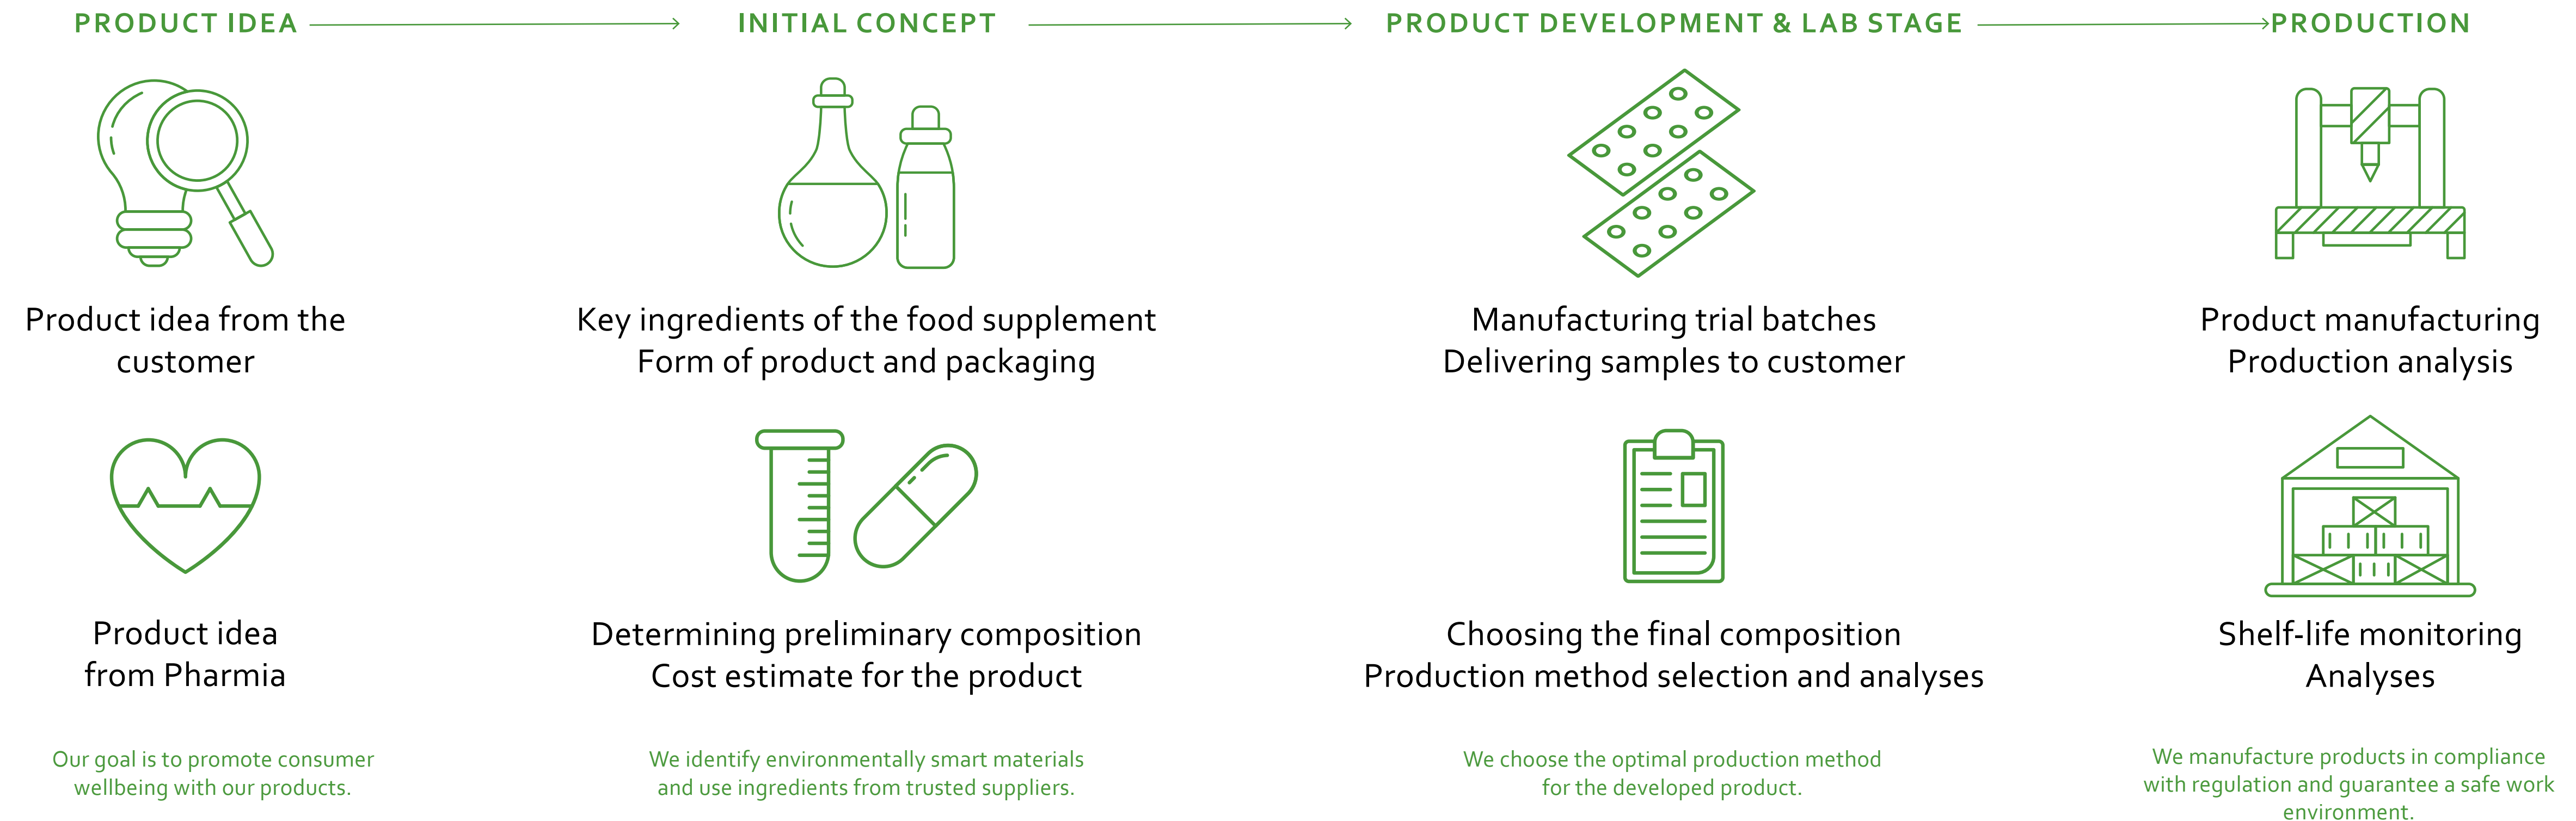 PRODUCT IDEA
INITIAL CONCEPT
PRODUCT DEVELOPMENT & LAB STAGE
PRODUCTION
Product idea from the
customer
Key ingredients of the food supplement
Form of product and packaging
Manufacturing trial batches
Delivering samples to customer
Product manufacturing
Production analysis
Product idea
from Pharmia
Determining preliminary composition
Cost estimate for the product
Choosing the final composition
Production method selection and analyses
Shelf-life monitoring
Analyses
Our goal is to promote consumer
wellbeing with our products.
We identify environmentally smart materials
and use ingredients from trusted suppliers.
We choose the optimal production method
for the developed product.
We manufacture products in compliance
with regulation and guarantee a safe work
environment.